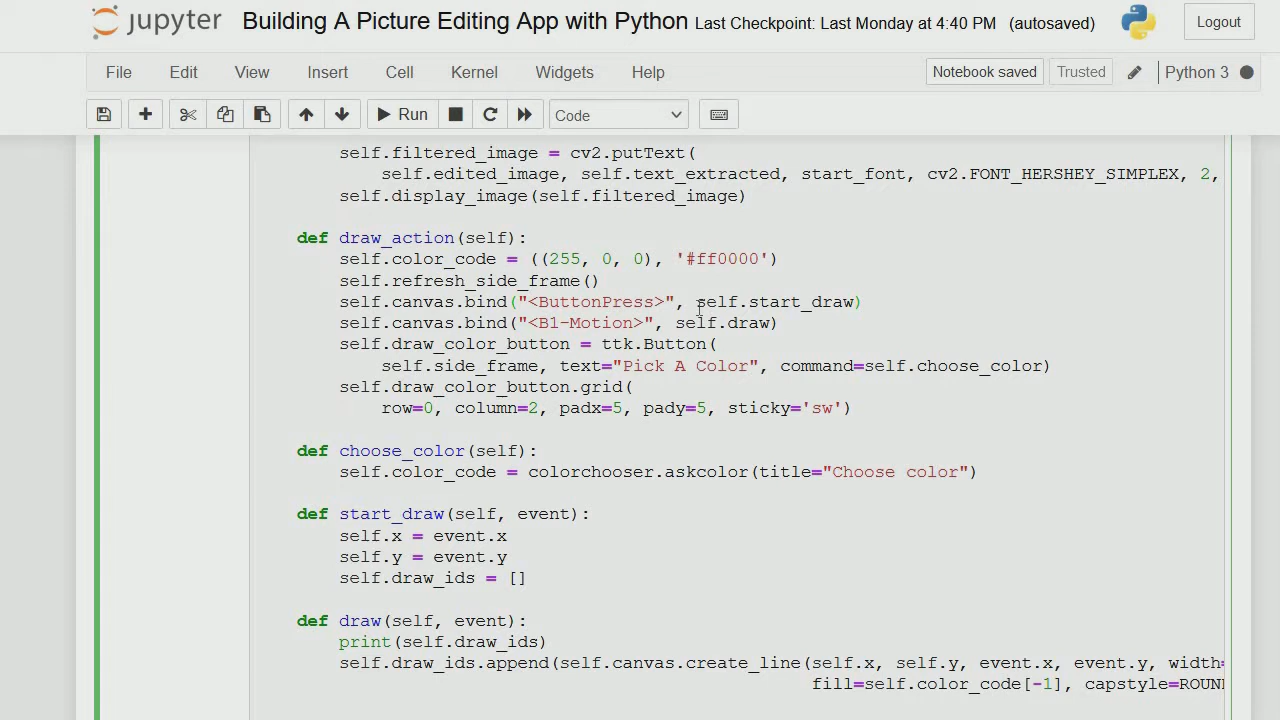 jupyter Building A Picture Editing App with Python Last Checkpoint: Last Monday at 4:40 PM (autosaved) Logout
File Edit View Insert Cell Kernel Widgets Help Notebook saved Trusted Python 3
Run Code
self.filtered_image = cv2.putText(
self.edited_image, self.text_extracted, start_font, cv2.FONT_HERSHEY_SIMPLEX, 2,
self.display_image(self.filtered_image)
def draw_action(self):
self.color_code = ((255, 0, 0), '#ff0000')
self.refresh_side_frame()
self.canvas.bind("<ButtonPress>", self.start_draw)
self.canvas.bind("<B1-Motion>", self.draw)
self.draw_color_button = ttk.Button(
self.side_frame, text="Pick A Color", command=self.choose_color)
self.draw_color_button.grid(
row=0, column=2, padx=5, pady=5, sticky='sw')
def choose_color(self):
self.color_code = colorchooser.askcolor(title="Choose color")
def start_draw(self, event):
self.x = event.x
self.y = event.y
self.draw_ids = []
def draw(self, event):
print(self.draw_ids)
self.draw_ids.append(self.canvas.create_line(self.x, self.y, event.x, event.y, width=
fill=self.color_code[-1], capstyle=ROUN